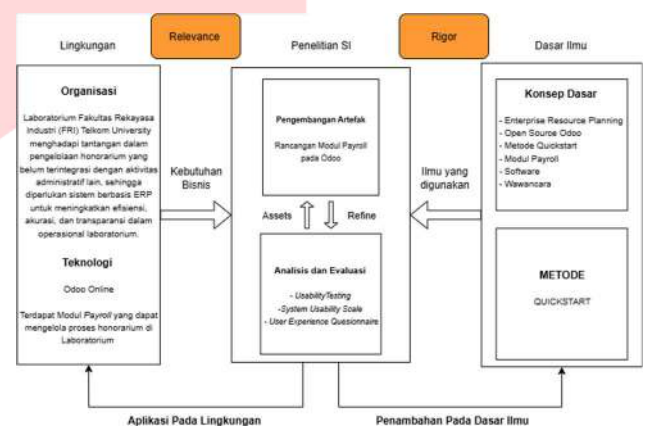 Relevance
Rigor
Lingkungan
Penelitian SI
Dasar Ilmu
Organisasi
Laboratorium Fakultas Rekayasa
Industri (FRI) Telkom University
menghadapi tantangan dalam
pengelolaan honorarium yang
belum terintegrasi dengan aktivitas
administratif lain, sehingga
diperlukan sistem berbasis ERP
untuk meningkatkan efisiensi,
akurasi, dan transparansi dalam
operasional laboratorium.
Teknologi
Odoo Online
Terdapat Modul Payroll yang dapat
mengelola proses honorarium di
Laboratorium
Kebutuhan
Bisnis
Pengembangan Artefak
Rancangan Modul Payroll
pada Odoo
Assets
Refine
Analisis dan Evaluasi
- UsabilityTesting
-System Usability Scale
- User Experience Quesionnaire
Ilmu yang
digunakan
Konsep Dasar
- Enterprise Resource Planning
- Open Source Odoo
- Metode Quickstart
- Modul Payroll
- Software
- Wawancara
METODE
QUICKSTART
Aplikasi Pada Lingkungan
Penambahan Pada Dasar Ilmu